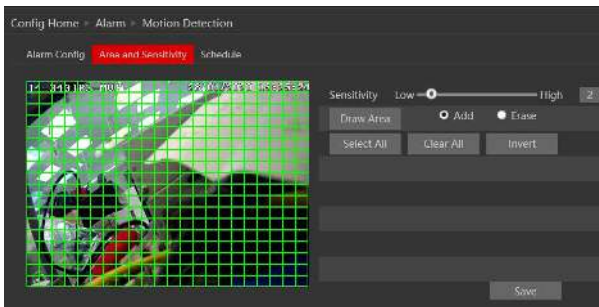 Config Home ▸ Alarm ▸ Motion Detection
Alarm Config Area and Sensitivity Schedule
Sensitivity Low High 2
Draw Area Add Erase
Select All Clear All Invert
Save